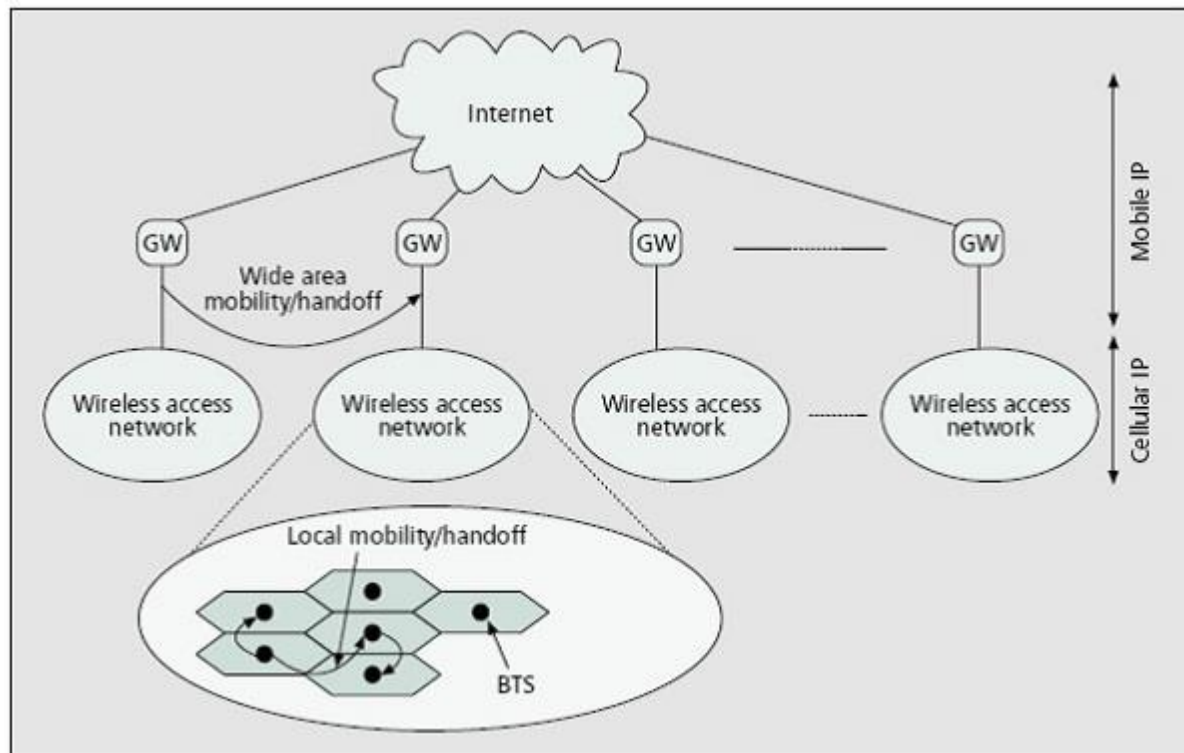 Internet
Mobile IP
GW
GW
GW
GW
Wide area
mobility/handoff
Wireless access
network
Wireless access
network
Wireless access
network
Wireless access
network
Cellular IP
Local mobility/handoff
BTS